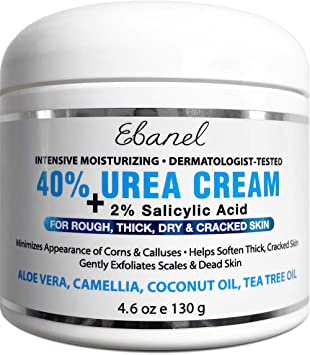 Ebanel
INTENSIVE MOISTURIZING • DERMATOLOGIST-TESTED
40% UREA CREAM
+ 2% Salicylic Acid
FOR ROUGH, THICK, DRY & CRACKED SKIN
Minimizes Appearance of Corns & Calluses • Helps Soften Thick, Cracked Skin
Gently Exfoliates Scales & Dead Skin
ALOE VERA, CAMELLIA, COCONUT OIL, TEA TREE OIL
4.6 oz e 130 g